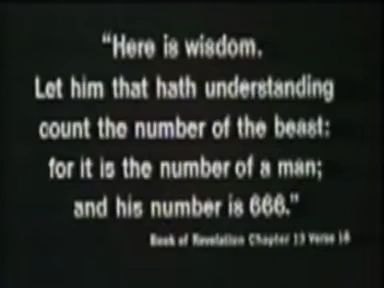 “Here is wisdom.
Let him that hath understanding
count the number of the beast:
for it is the number of a man;
and his number is 666.”
Book of Revelation Chapter 13 Verse 18